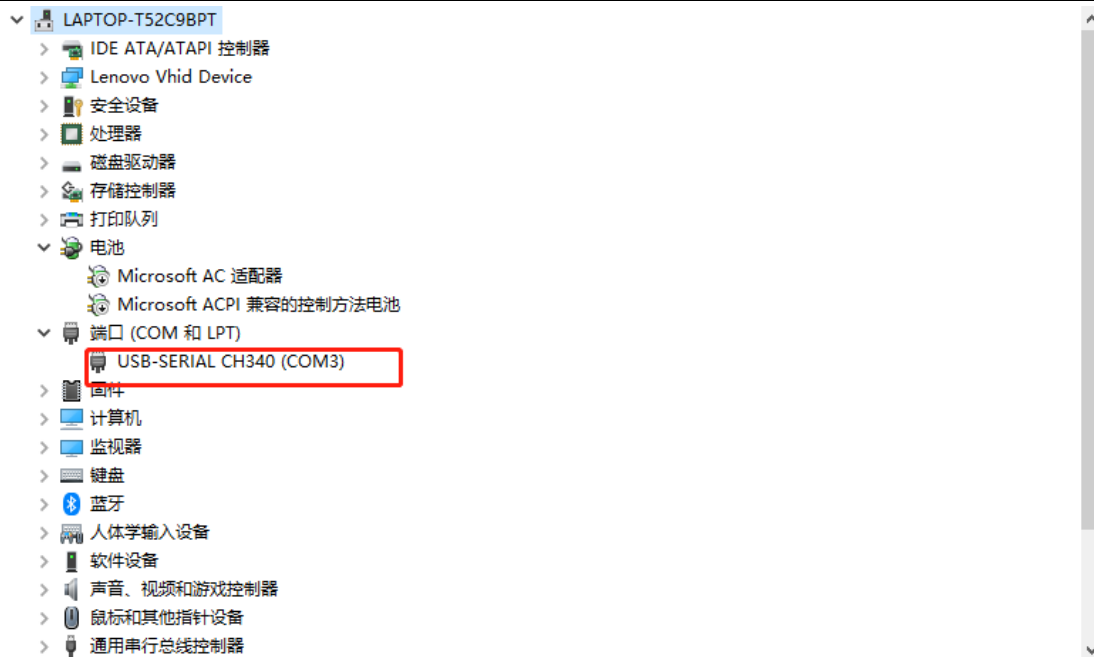 LAPTOP-T52C9BPT
IDE ATA/ATAPI 控制器
Lenovo Vhid Device
安全设备
处理器
磁盘驱动器
存储控制器
打印队列
电池
Microsoft AC 适配器
Microsoft ACPI 兼容的控制方法电池
端口 (COM 和 LPT)
USB-SERIAL CH340 (COM3)
固件
计算机
监视器
键盘
蓝牙
人体学输入设备
软件设备
声音、视频和游戏控制器
鼠标和其他指针设备
通用串行总线控制器